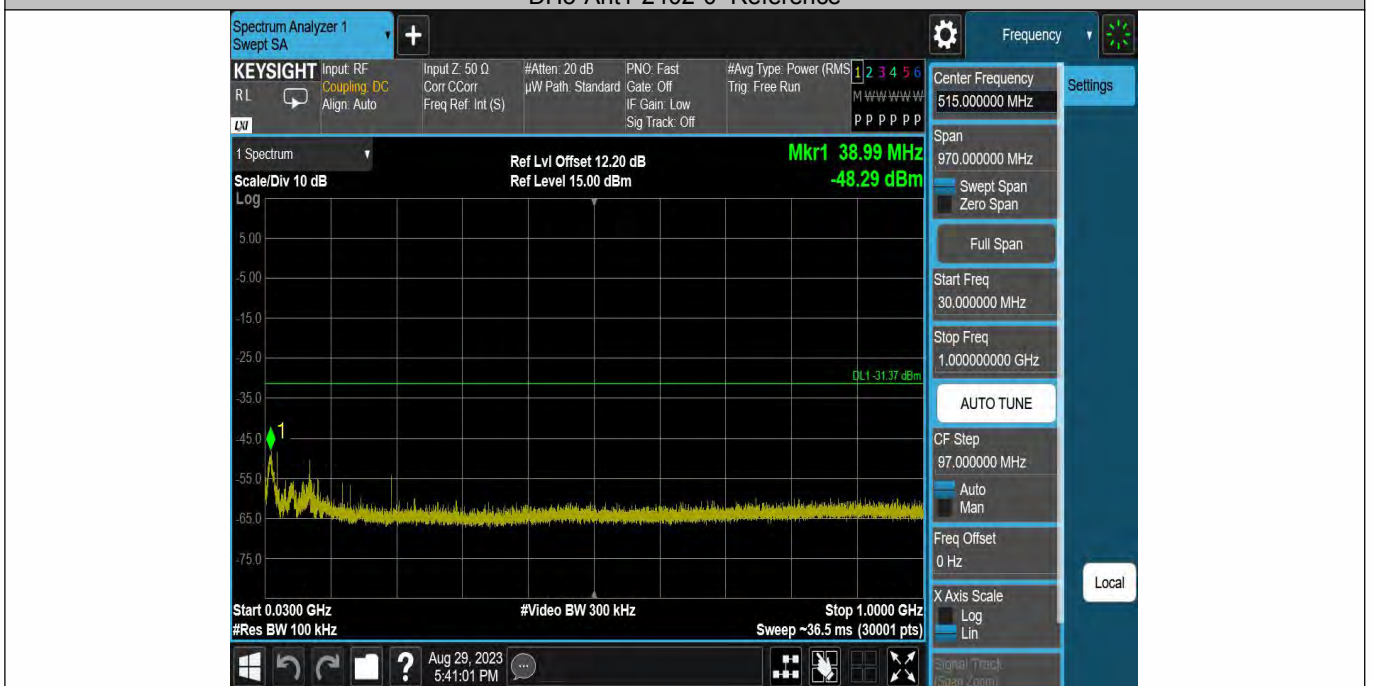 Spectrum Analyzer 1
Swept SA
Frequency
KEYSIGHT
RL
LXI
Input: RF
Coupling: DC
Align: Auto
Input Z: 50 Ω
Corr CCorr
Freq Ref: Int (S)
#Atten: 20 dB
µW Path: Standard
PNO: Fast
Gate: Off
IF Gain: Low
Sig Track: Off
#Avg Type: Power (RMS
Trig: Free Run
1 2 3 4 5 6
M W W W W W
P P P P P P
1 Spectrum
Scale/Div 10 dB
Log
Ref Lvl Offset 12.20 dB
Ref Level 15.00 dBm
Mkr1 38.99 MHz
-48.29 dBm
5.00
-5.00
-15.0
-25.0
DL1 -31.37 dBm
-35.0
-45.0
1
-55.0
-65.0
-75.0
Start 0.0300 GHz
#Res BW 100 kHz
#Video BW 300 kHz
Stop 1.0000 GHz
Sweep ~36.5 ms (30001 pts)
?
Aug 29, 2023
5:41:01 PM
Center Frequency
515.000000 MHz
Settings
Span
970.000000 MHz
Swept Span
Zero Span
Full Span
Start Freq
30.000000 MHz
Stop Freq
1.000000000 GHz
AUTO TUNE
CF Step
97.000000 MHz
Auto
Man
Freq Offset
0 Hz
Local
X Axis Scale
Log
Lin
Signal Track
(Span Zoom)